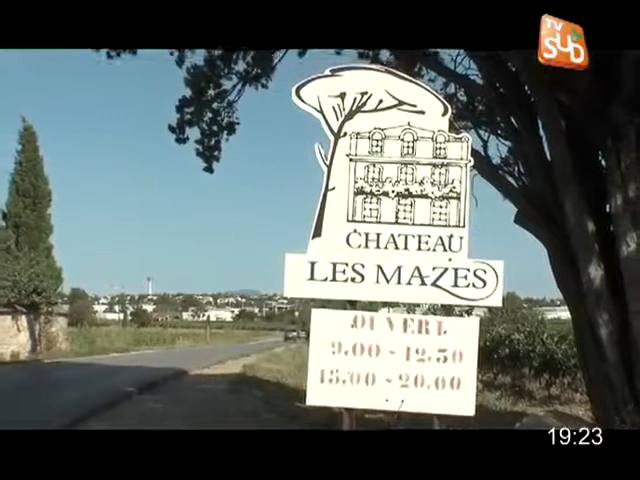 TV
SUD
CHATEAU
LES MAZES
OUVERT
9.00 - 12.30
15.00 - 20.00
19:23